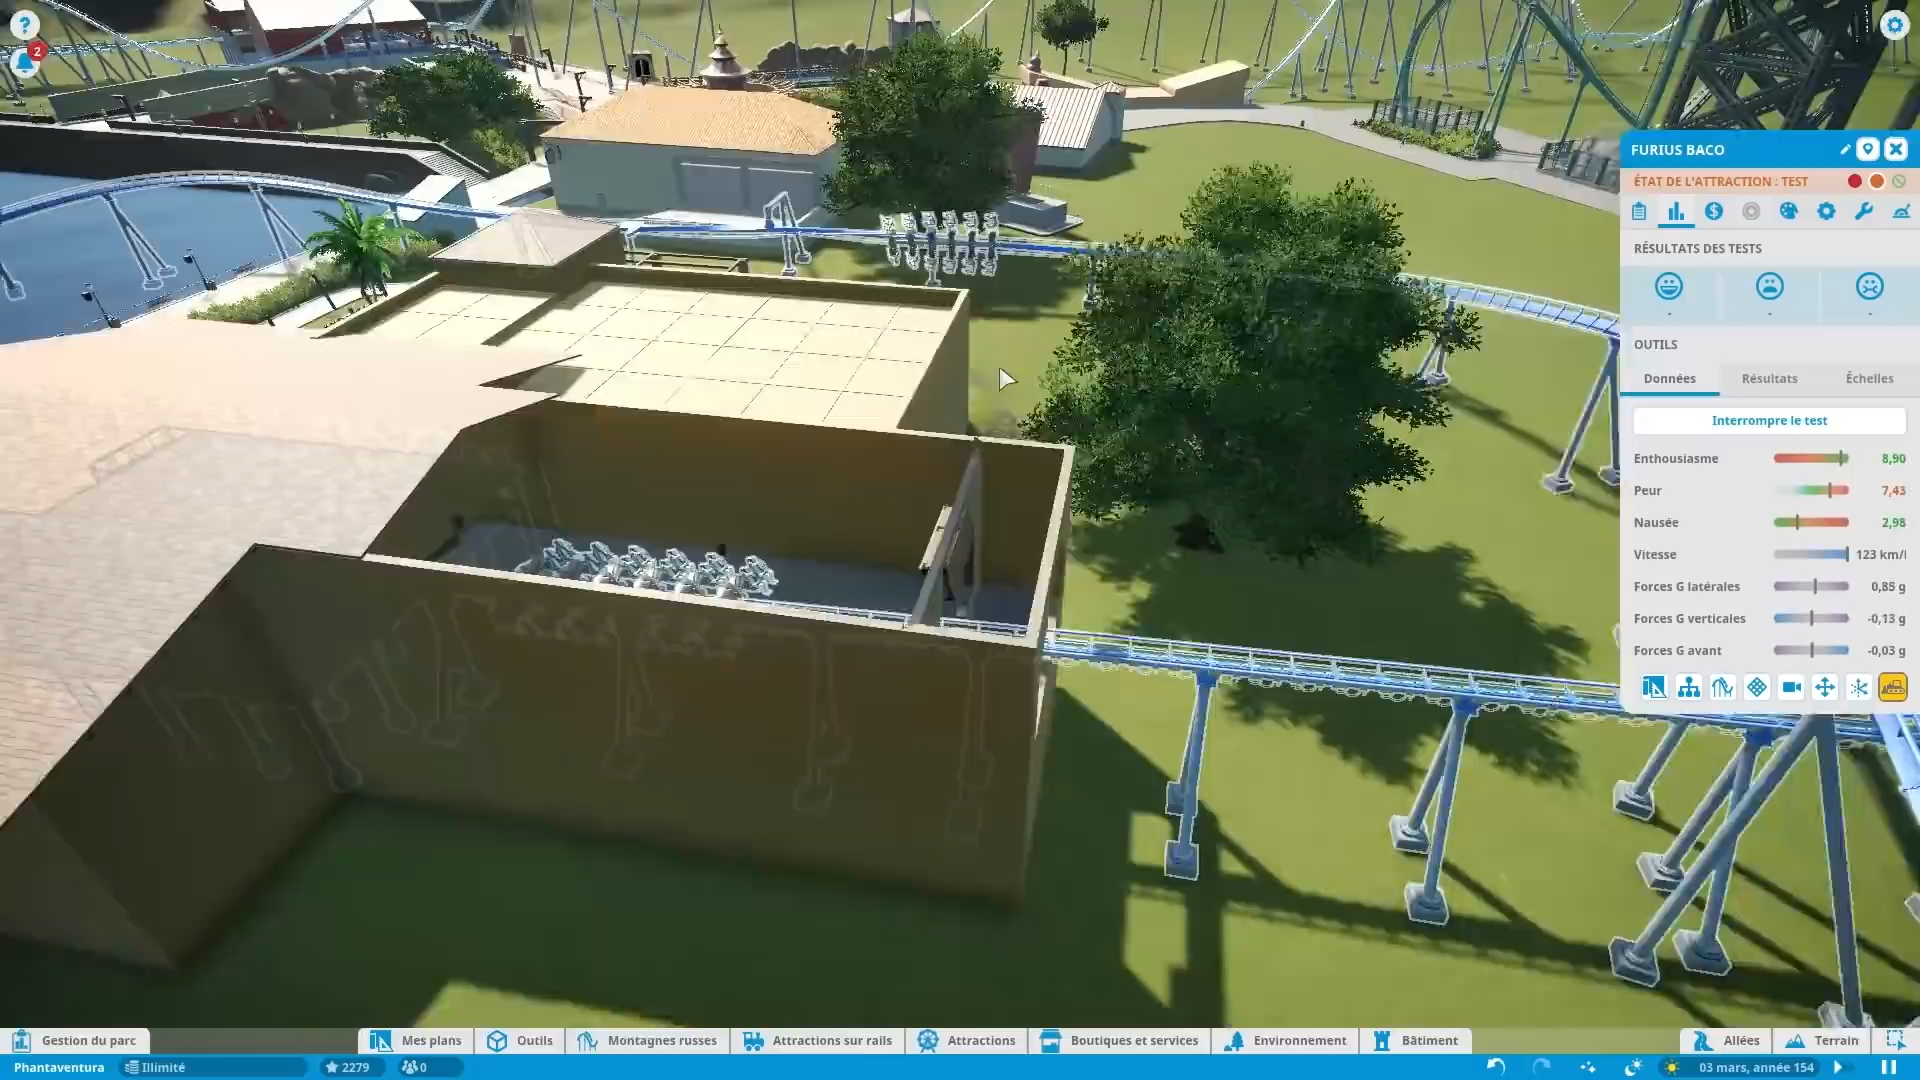 ?
2
FURIUS BACO
ÉTAT DE L'ATTRACTION : TEST
RÉSULTATS DES TESTS
- - -
OUTILS
Données Résultats Échelles
Interrompre le test
Enthousiasme 8,90
Peur 7,43
Nausée 2,98
Vitesse 123 km/
Forces G latérales 0,85 g
Forces G verticales -0,13 g
Forces G avant -0,03 g
Gestion du parc Mes plans Outils Montagnes russes Attractions sur rails Attractions Boutiques et services Environnement Bâtiment Allées Terrain
Phantaventura Illimité 2279 0 03 mars, année 154